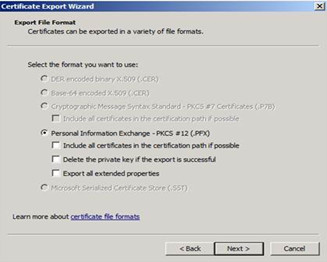 Certificate Export Wizard
Export File Format
Certificates can be exported in a variety of file formats.
Select the format you want to use:
DER encoded binary X.509 (.CER)
Base-64 encoded X.509 (.CER)
Cryptographic Message Syntax Standard - PKCS #7 Certificates (.P7B)
Include all certificates in the certification path if possible
Personal Information Exchange - PKCS #12 (.PFX)
Include all certificates in the certification path if possible
Delete the private key if the export is successful
Export all extended properties
Microsoft Serialized Certificate Store (.SST)
Learn more about certificate file formats
< Back Next > Cancel